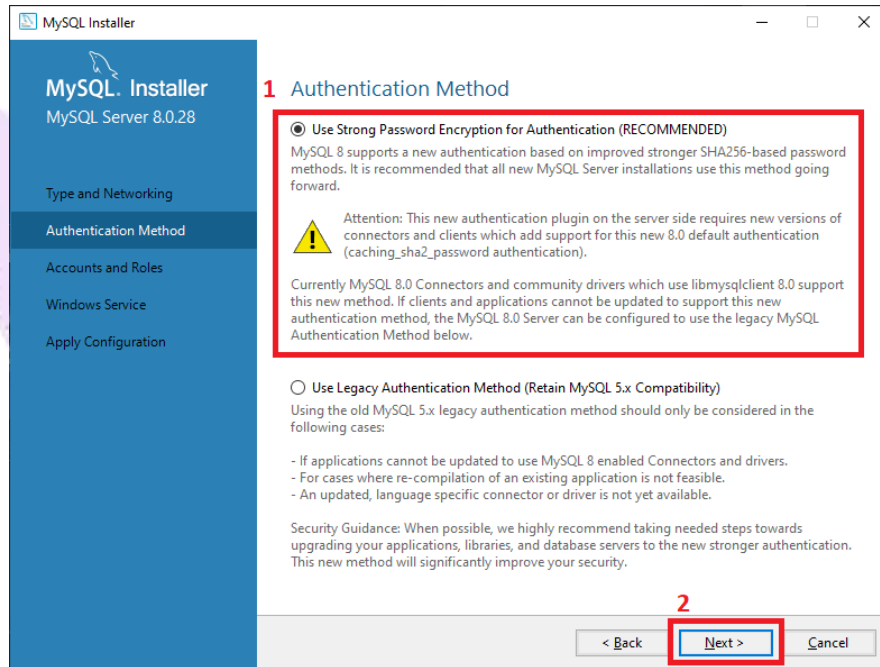 MySQL Installer
MySQL. Installer
MySQL Server 8.0.28
Type and Networking
Authentication Method
Accounts and Roles
Windows Service
Apply Configuration
1 Authentication Method
Use Strong Password Encryption for Authentication (RECOMMENDED)
MySQL 8 supports a new authentication based on improved stronger SHA256-based password
methods. It is recommended that all new MySQL Server installations use this method going
forward.
Attention: This new authentication plugin on the server side requires new versions of
connectors and clients which add support for this new 8.0 default authentication
(caching_sha2_password authentication).
Currently MySQL 8.0 Connectors and community drivers which use libmysqlclient 8.0 support
this new method. If clients and applications cannot be updated to support this new
authentication method, the MySQL 8.0 Server can be configured to use the legacy MySQL
Authentication Method below.
Use Legacy Authentication Method (Retain MySQL 5.x Compatibility)
Using the old MySQL 5.x legacy authentication method should only be considered in the
following cases:
- If applications cannot be updated to use MySQL 8 enabled Connectors and drivers.
- For cases where re-compilation of an existing application is not feasible.
- An updated, language specific connector or driver is not yet available.
Security Guidance: When possible, we highly recommend taking needed steps towards
upgrading your applications, libraries, and database servers to the new stronger authentication.
This new method will significantly improve your security.
2
< Back Next > Cancel